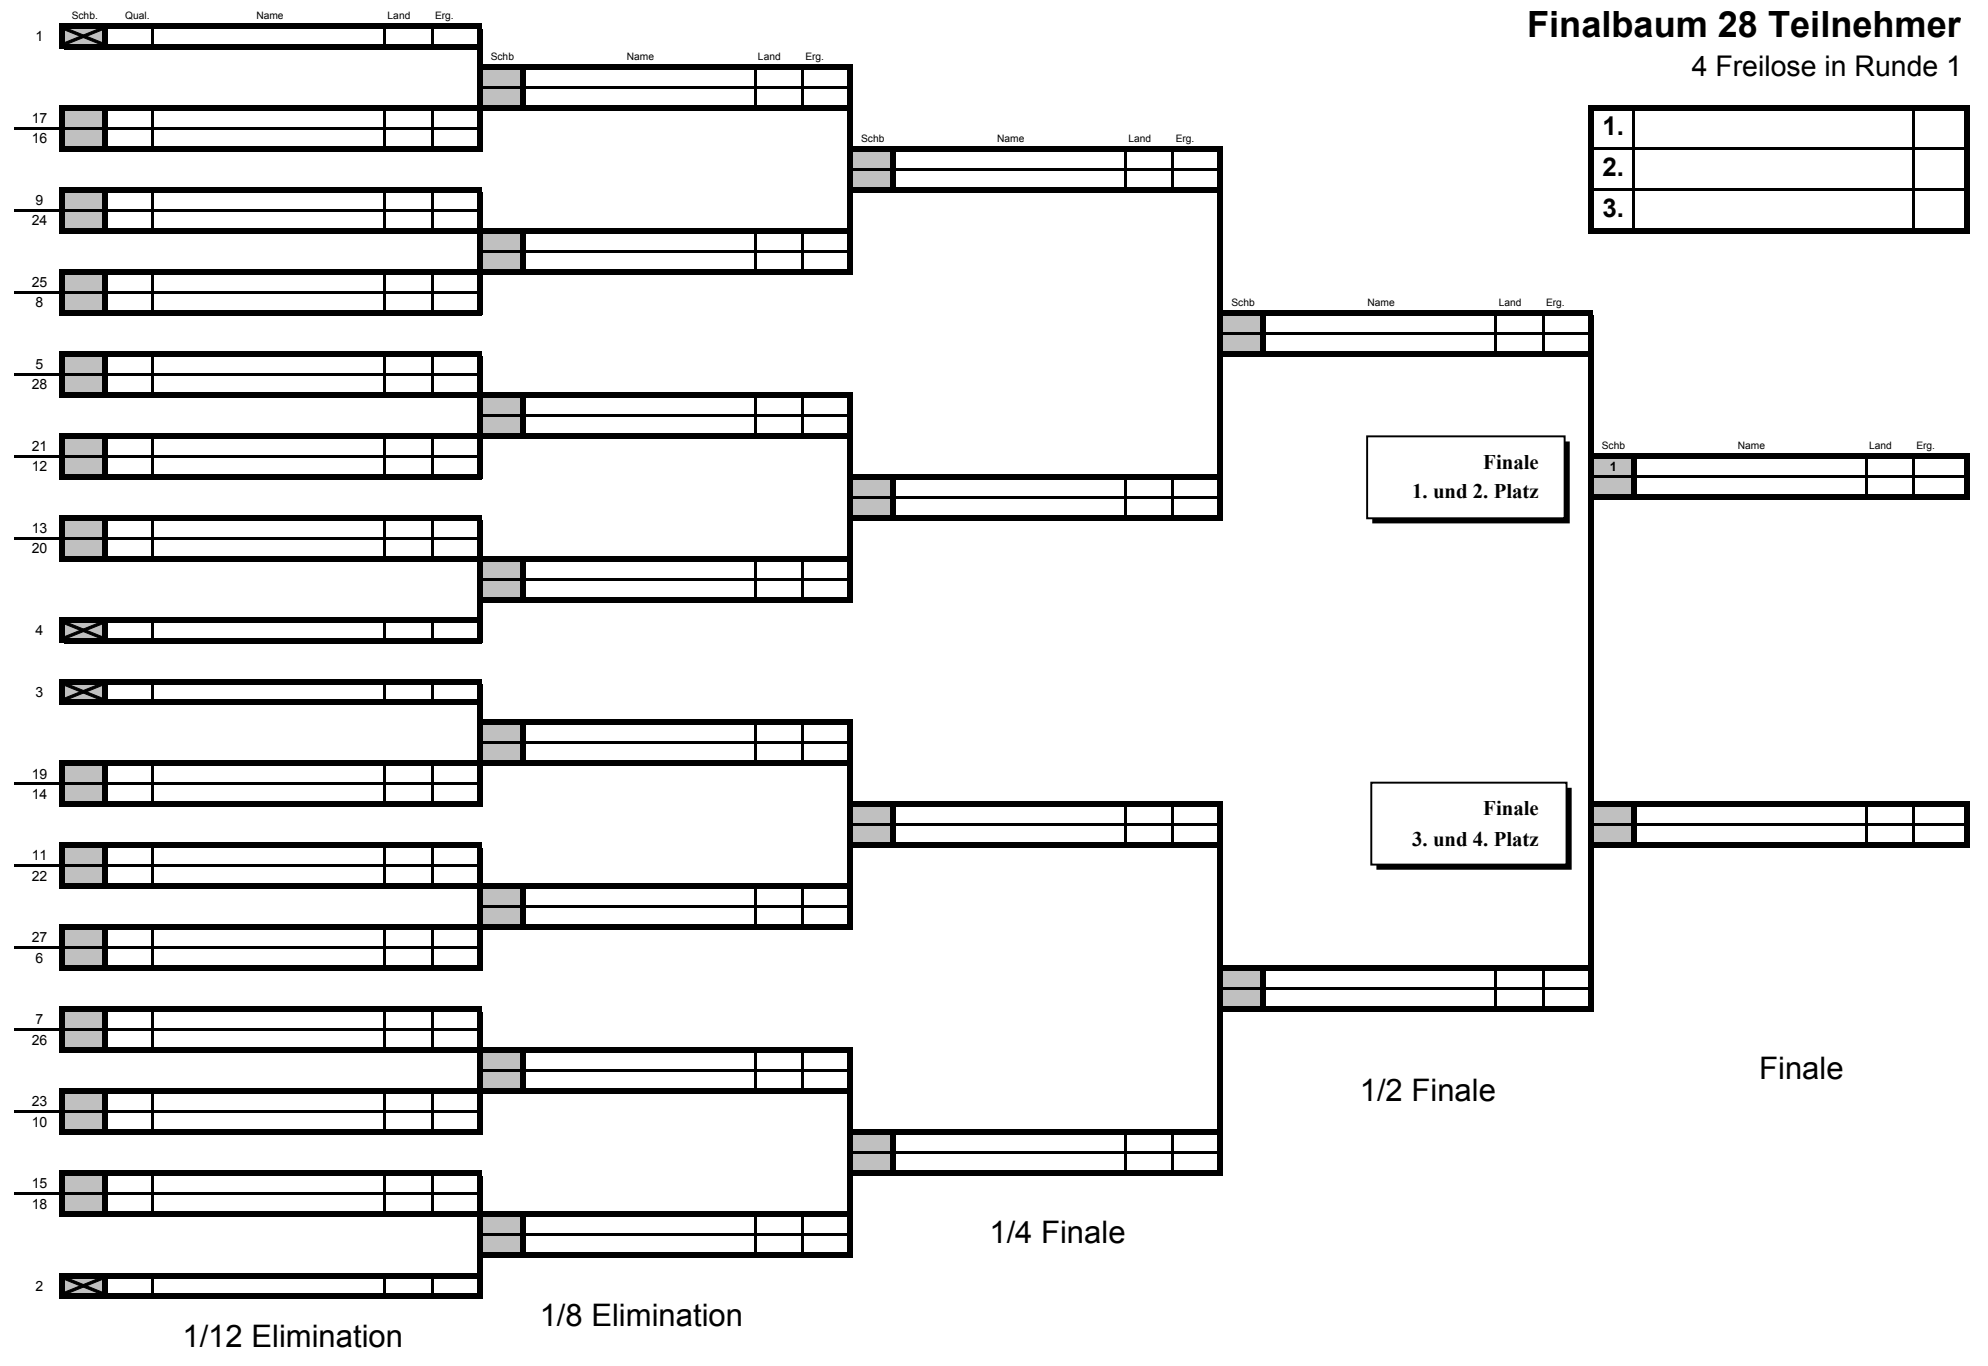 Finalbaum 28 Teilnehmer
4 Freilose in Runde 1
1.
2.
3.
Schb. Qual. Name Land Erg.
1
17
16
9
24
25
8
5
28
21
12
13
20
4
3
19
14
11
22
27
6
7
26
23
10
15
18
2
1/12 Elimination
Schb Name Land Erg.
1/8 Elimination
Schb Name Land Erg.
1/4 Finale
Schb Name Land Erg.
1/2 Finale
Finale
1. und 2. Platz
Finale
3. und 4. Platz
Schb Name Land Erg.
1
Finale